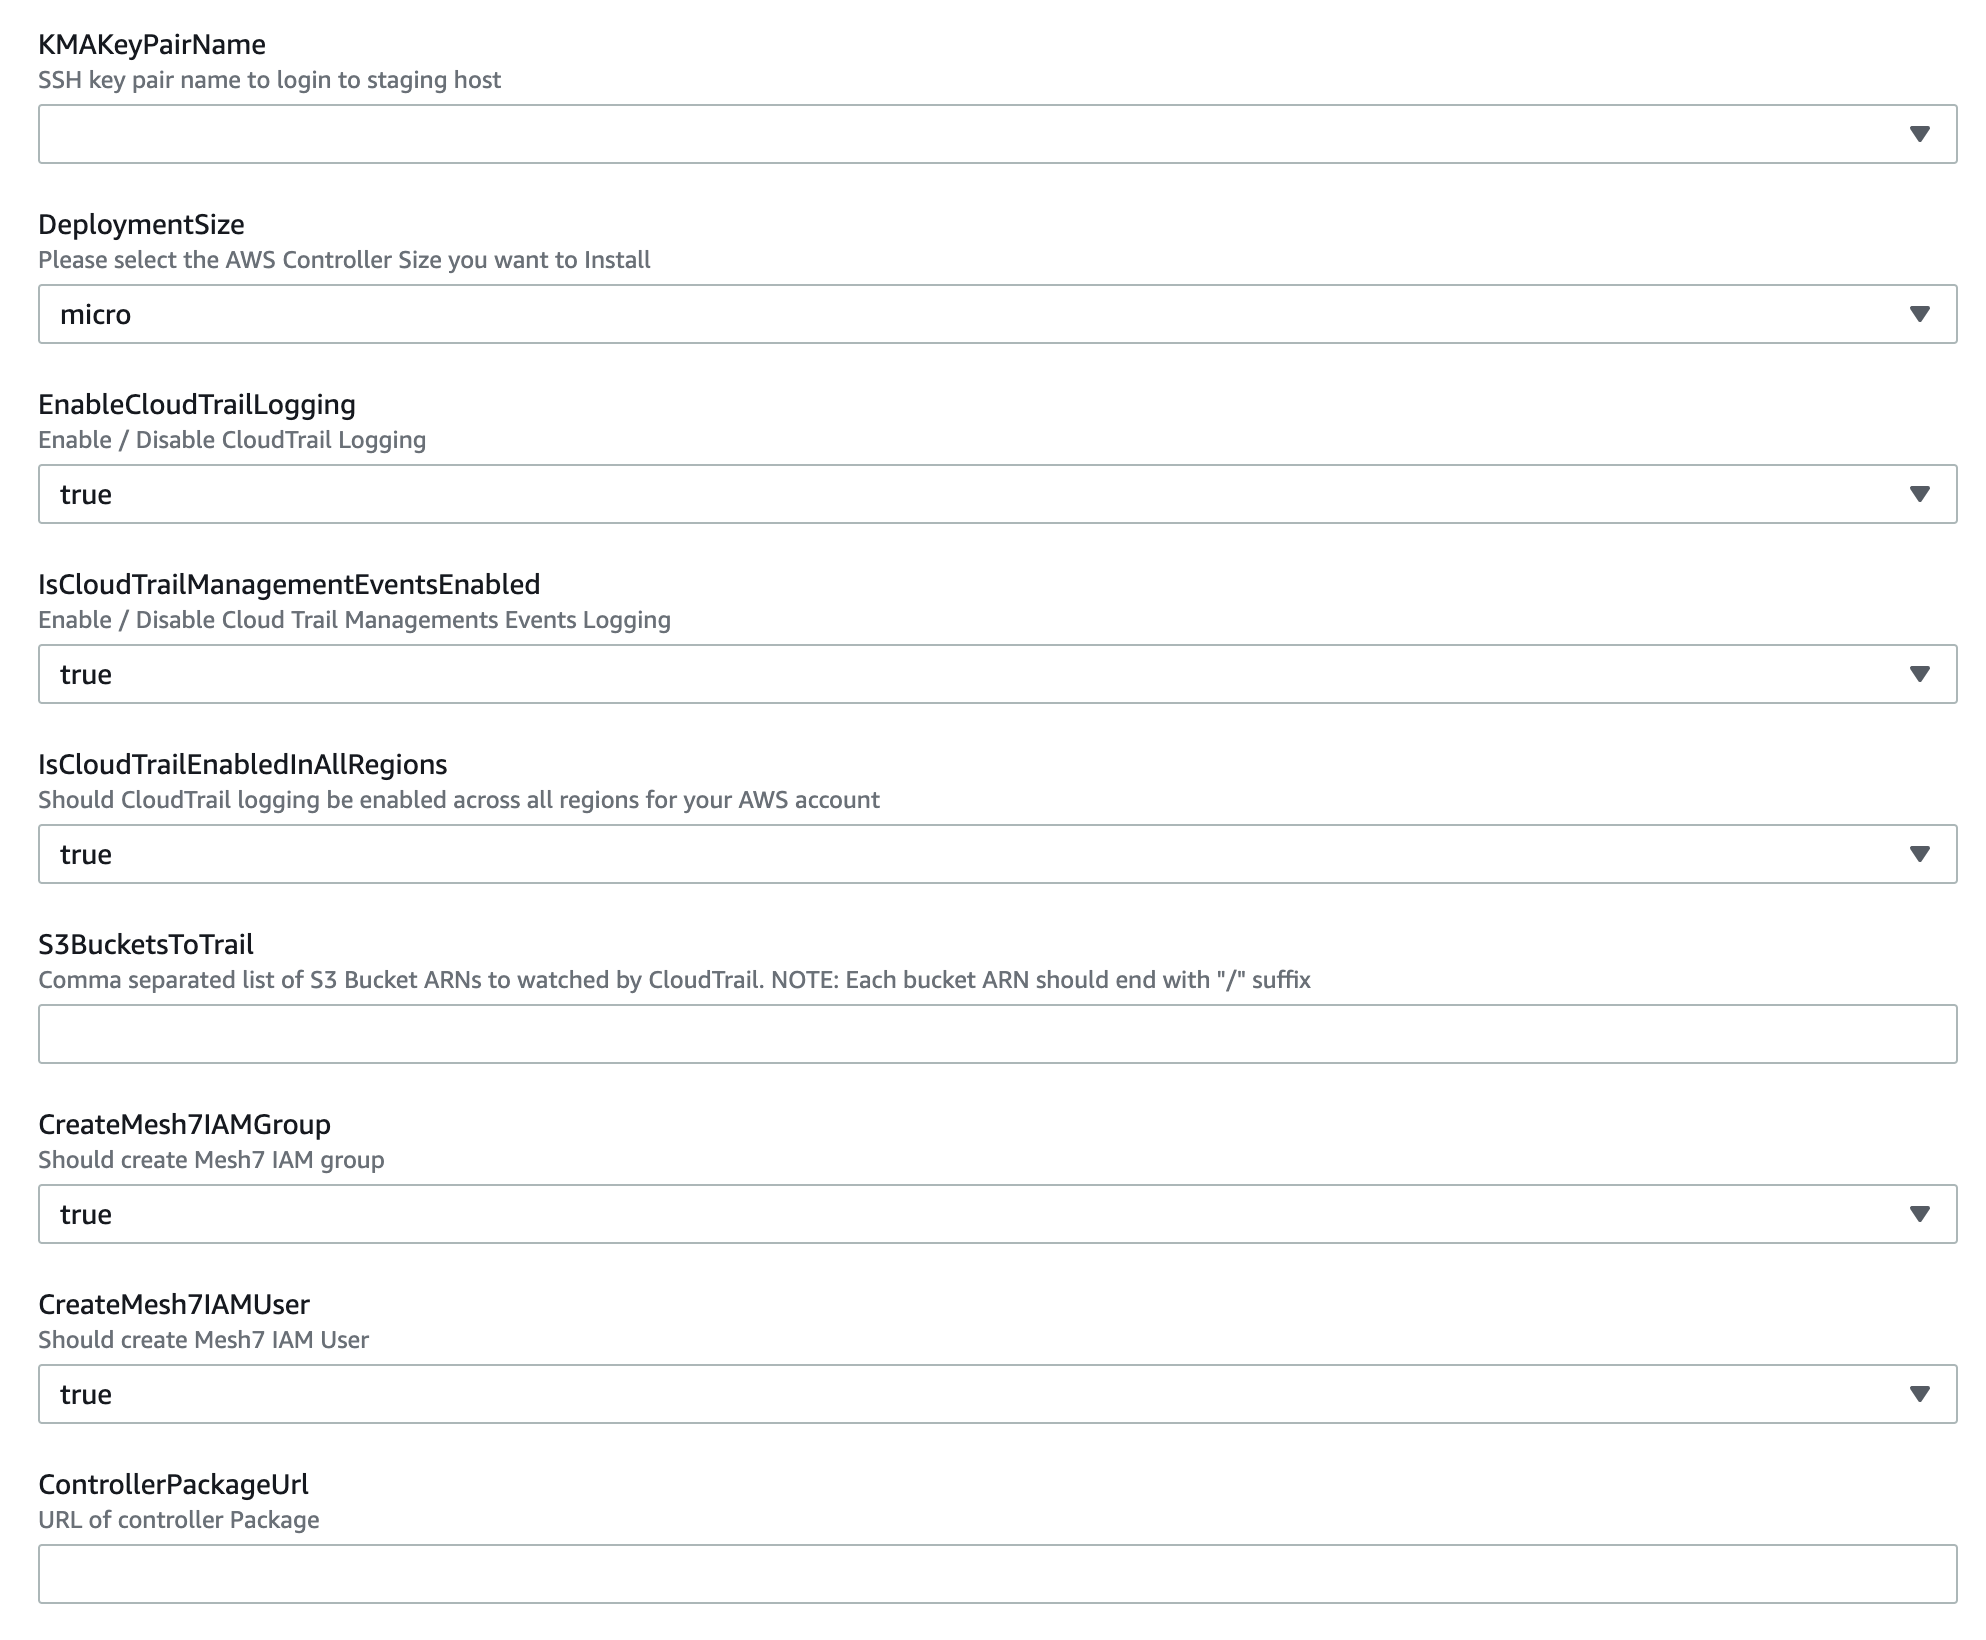 KMAKeyPairName
SSH key pair name to login to staging host
DeploymentSize
Please select the AWS Controller Size you want to Install
micro
EnableCloudTrailLogging
Enable / Disable CloudTrail Logging
true
IsCloudTrailManagementEventsEnabled
Enable / Disable Cloud Trail Managements Events Logging
true
IsCloudTrailEnabledInAllRegions
Should CloudTrail logging be enabled across all regions for your AWS account
true
S3BucketsToTrail
Comma separated list of S3 Bucket ARNs to watched by CloudTrail. NOTE: Each bucket ARN should end with "/" suffix
CreateMesh7IAMGroup
Should create Mesh7 IAM group
true
CreateMesh7IAMUser
Should create Mesh7 IAM User
true
ControllerPackageUrl
URL of controller Package